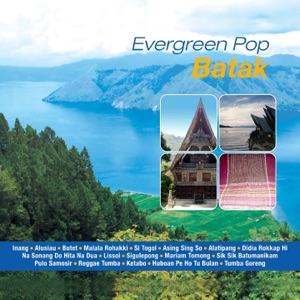 Evergreen Pop
Batak
Inang • Alusiau • Butet • Malala Rohakki • Si Togol • Asing Sing So • Alatipang • Didia Rokkap Hi
Na Sonang Do Hita Na Dua • Lissoi • Sigulepong • Mariam Tomong • Sik Sik Batumanikam
Pulo Samosir • Reggae Tumba • Ketabo • Huboan Pe Ho Tu Bulan • Tumba Goreng